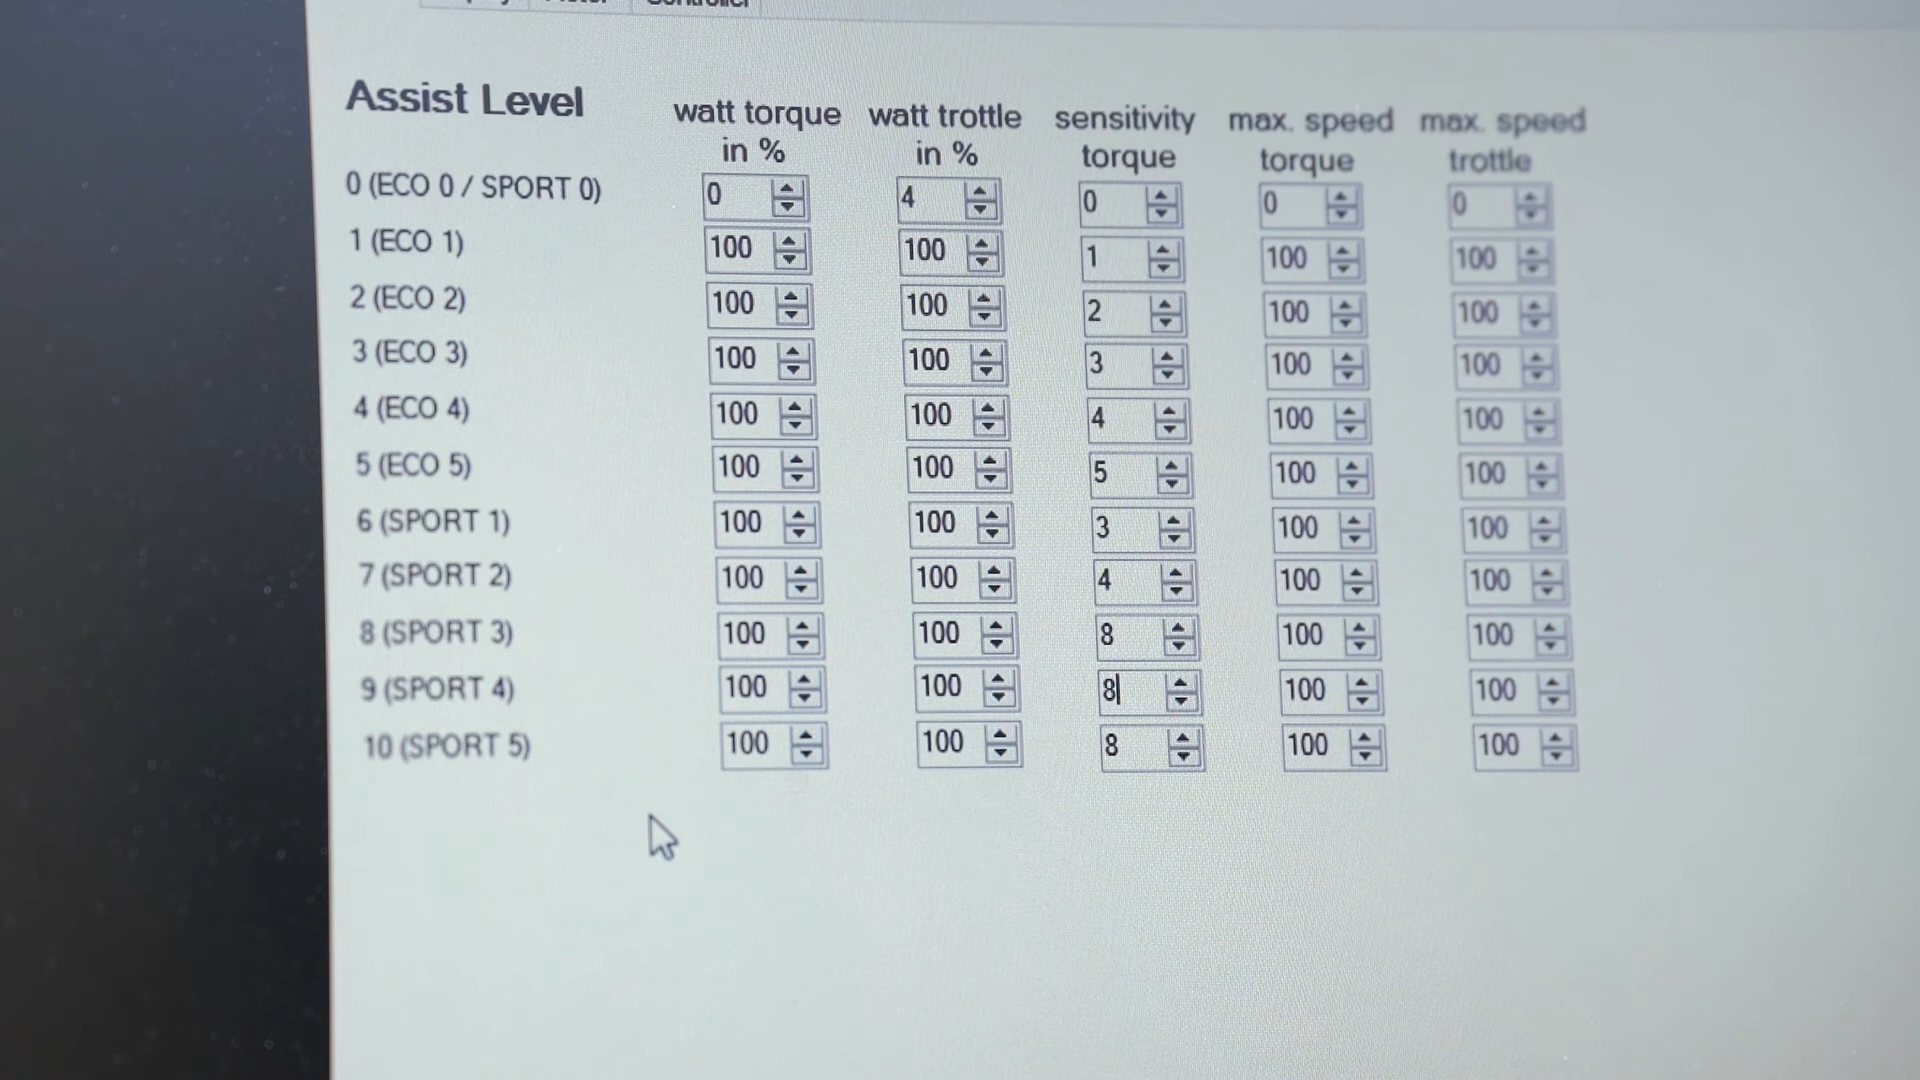 Assist Level
watt torque in % watt trottle in % sensitivity torque max. speed torque max. speed trottle
0 (ECO 0 / SPORT 0) 0 4 0 0 0
1 (ECO 1) 100 100 1 100 100
2 (ECO 2) 100 100 2 100 100
3 (ECO 3) 100 100 3 100 100
4 (ECO 4) 100 100 4 100 100
5 (ECO 5) 100 100 5 100 100
6 (SPORT 1) 100 100 3 100 100
7 (SPORT 2) 100 100 4 100 100
8 (SPORT 3) 100 100 8 100 100
9 (SPORT 4) 100 100 8 100 100
10 (SPORT 5) 100 100 8 100 100